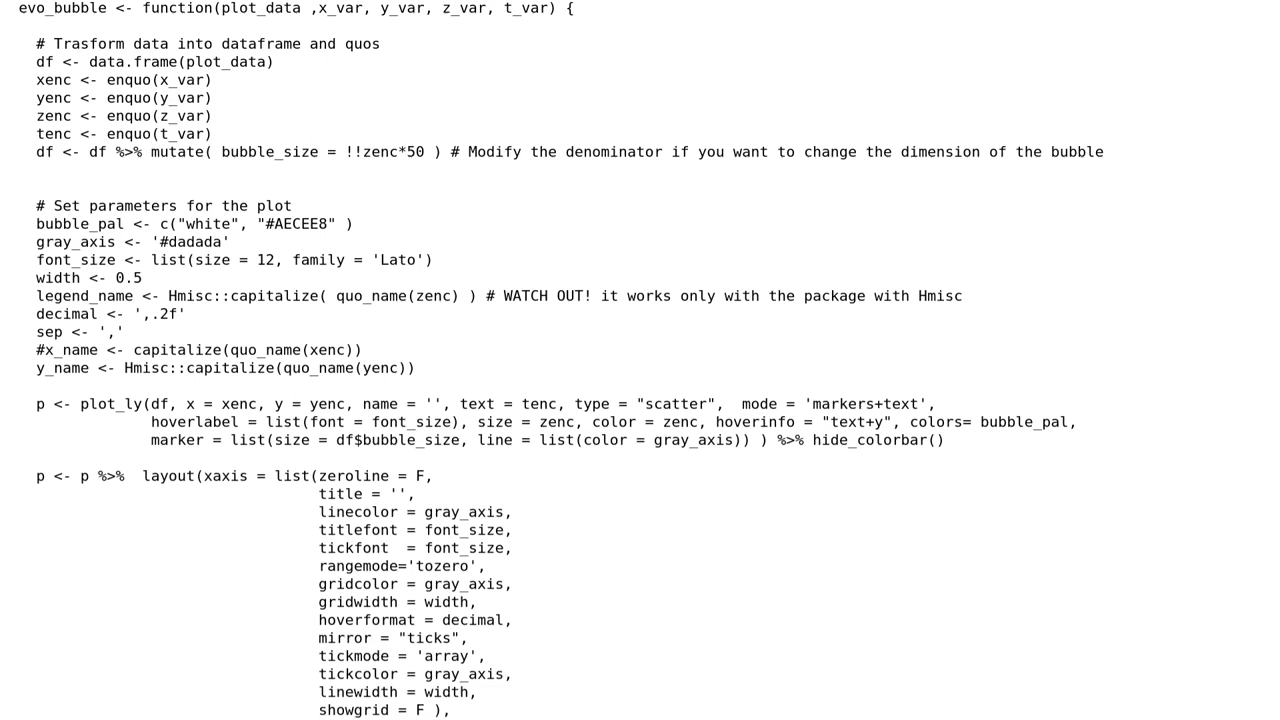 evo_bubble <- function(plot_data ,x_var, y_var, z_var, t_var) {
# Trasform data into dataframe and quos
df <- data.frame(plot_data)
xenc <- enquo(x_var)
yenc <- enquo(y_var)
zenc <- enquo(z_var)
tenc <- enquo(t_var)
df <- df %>% mutate( bubble_size = !!zenc*50 ) # Modify the denominator if you want to change the dimension of the bubble
# Set parameters for the plot
bubble_pal <- c("white", "#AECEE8" )
gray_axis <- '#dadada'
font_size <- list(size = 12, family = 'Lato')
width <- 0.5
legend_name <- Hmisc::capitalize( quo_name(zenc) ) # WATCH OUT! it works only with the package with Hmisc
decimal <- ',.2f'
sep <- ','
#x_name <- capitalize(quo_name(xenc))
y_name <- Hmisc::capitalize(quo_name(yenc))
p <- plot_ly(df, x = xenc, y = yenc, name = '', text = tenc, type = "scatter",  mode = 'markers+text',
hoverlabel = list(font = font_size), size = zenc, color = zenc, hoverinfo = "text+y", colors= bubble_pal,
marker = list(size = df$bubble_size, line = list(color = gray_axis)) ) %>% hide_colorbar()
p <- p %>%  layout(xaxis = list(zeroline = F,
title = '',
linecolor = gray_axis,
titlefont = font_size,
tickfont  = font_size,
rangemode='tozero',
gridcolor = gray_axis,
gridwidth = width,
hoverformat = decimal,
mirror = "ticks",
tickmode = 'array',
tickcolor = gray_axis,
linewidth = width,
showgrid = F ),